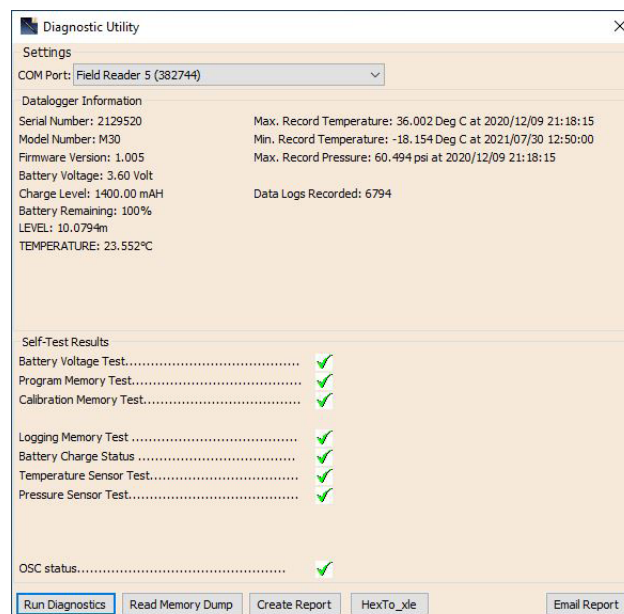 Diagnostic Utility
Settings
COM Port: Field Reader 5 (382744)
Datalogger Information
Serial Number: 2129520
Max. Record Temperature: 36.002 Deg C at 2020/12/09 21:18:15
Model Number: M30
Min. Record Temperature: -18.154 Deg C at 2021/07/30 12:50:00
Firmware Version: 1.005
Max. Record Pressure: 60.494 psi at 2020/12/09 21:18:15
Battery Voltage: 3.60 Volt
Charge Level: 1400.00 mAH
Data Logs Recorded: 6794
Battery Remaining: 100%
LEVEL: 10.0794m
TEMPERATURE: 23.552°C
Self-Test Results
Battery Voltage Test................................................
Program Memory Test................................................
Calibration Memory Test.............................................
Logging Memory Test ...............................................
Battery Charge Status .............................................
Temperature Sensor Test...........................................
Pressure Sensor Test................................................
OSC status............................................................
Run Diagnostics
Read Memory Dump
Create Report
HexTo_xle
Email Report